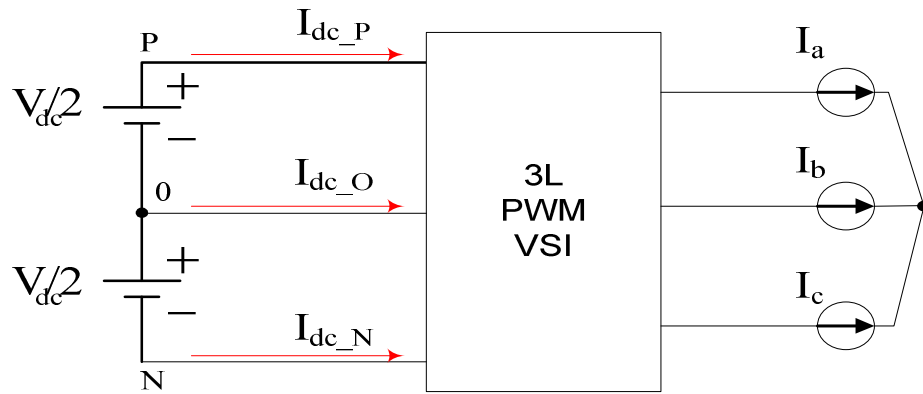 P
I_dc_P
V_dc/2
+
−
0
I_dc_O
V_dc/2
+
−
N
I_dc_N
3L
PWM
VSI
I_a
I_b
I_c